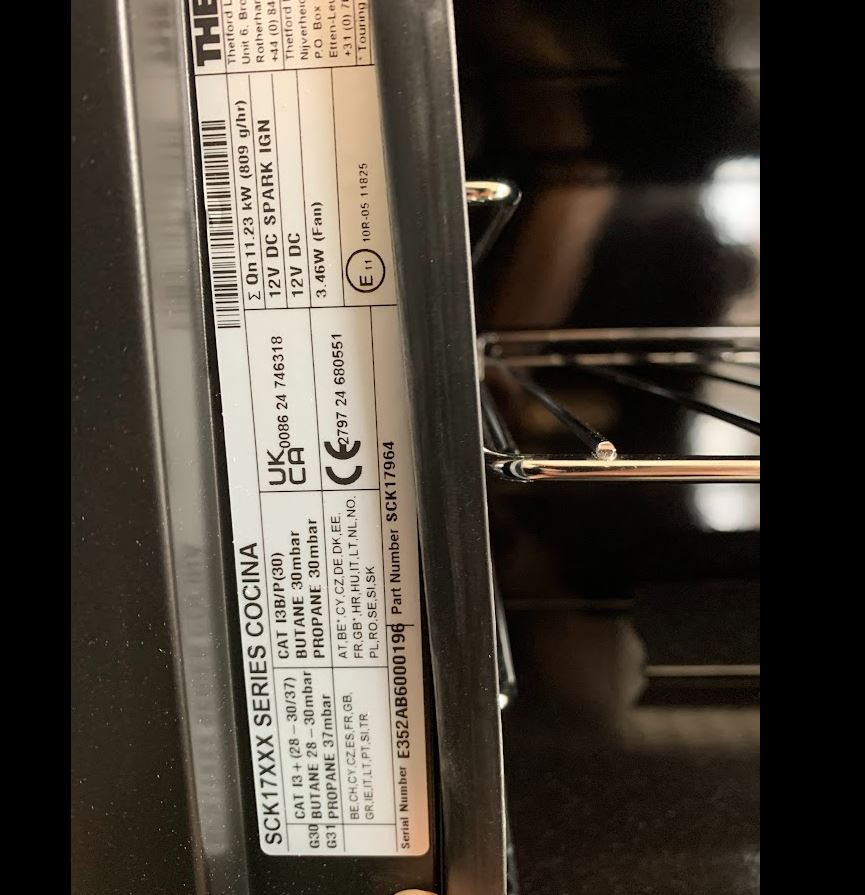 SCK17XXX SERIES COCINA
CAT I3+(28–30/37)
G30 BUTANE 28–30mbar
G31 PROPANE 37mbar
BE,CH,CY,CZ,ES,FR,GB,
GR,IE,IT,LT,PT,SI,TR
CAT I3B/P(30)
BUTANE 30mbar
PROPANE 30mbar
AT,BE*,CY,CZ,DE,DK,EE,
FR,GB*,HR,HU,IT,LT,NL,NO,
PL,RO,SE,SI,SK
UK
CA 0086 24 746318
CE 2797 24 680551
Σ Qn 11.23 kW (809 g/hr)
12V DC SPARK IGN
12V DC
3.46W (Fan)
E 11 10R-05 11825
Serial Number E352AB6000196 Part Number SCK17964
THE
Thetford L
Unit 6, Bro
Rotherhar
+44 (0) 84
Thetford
Nijverheid
P.O. Box
Etten-Leu
+31 (0) 76
* Touring